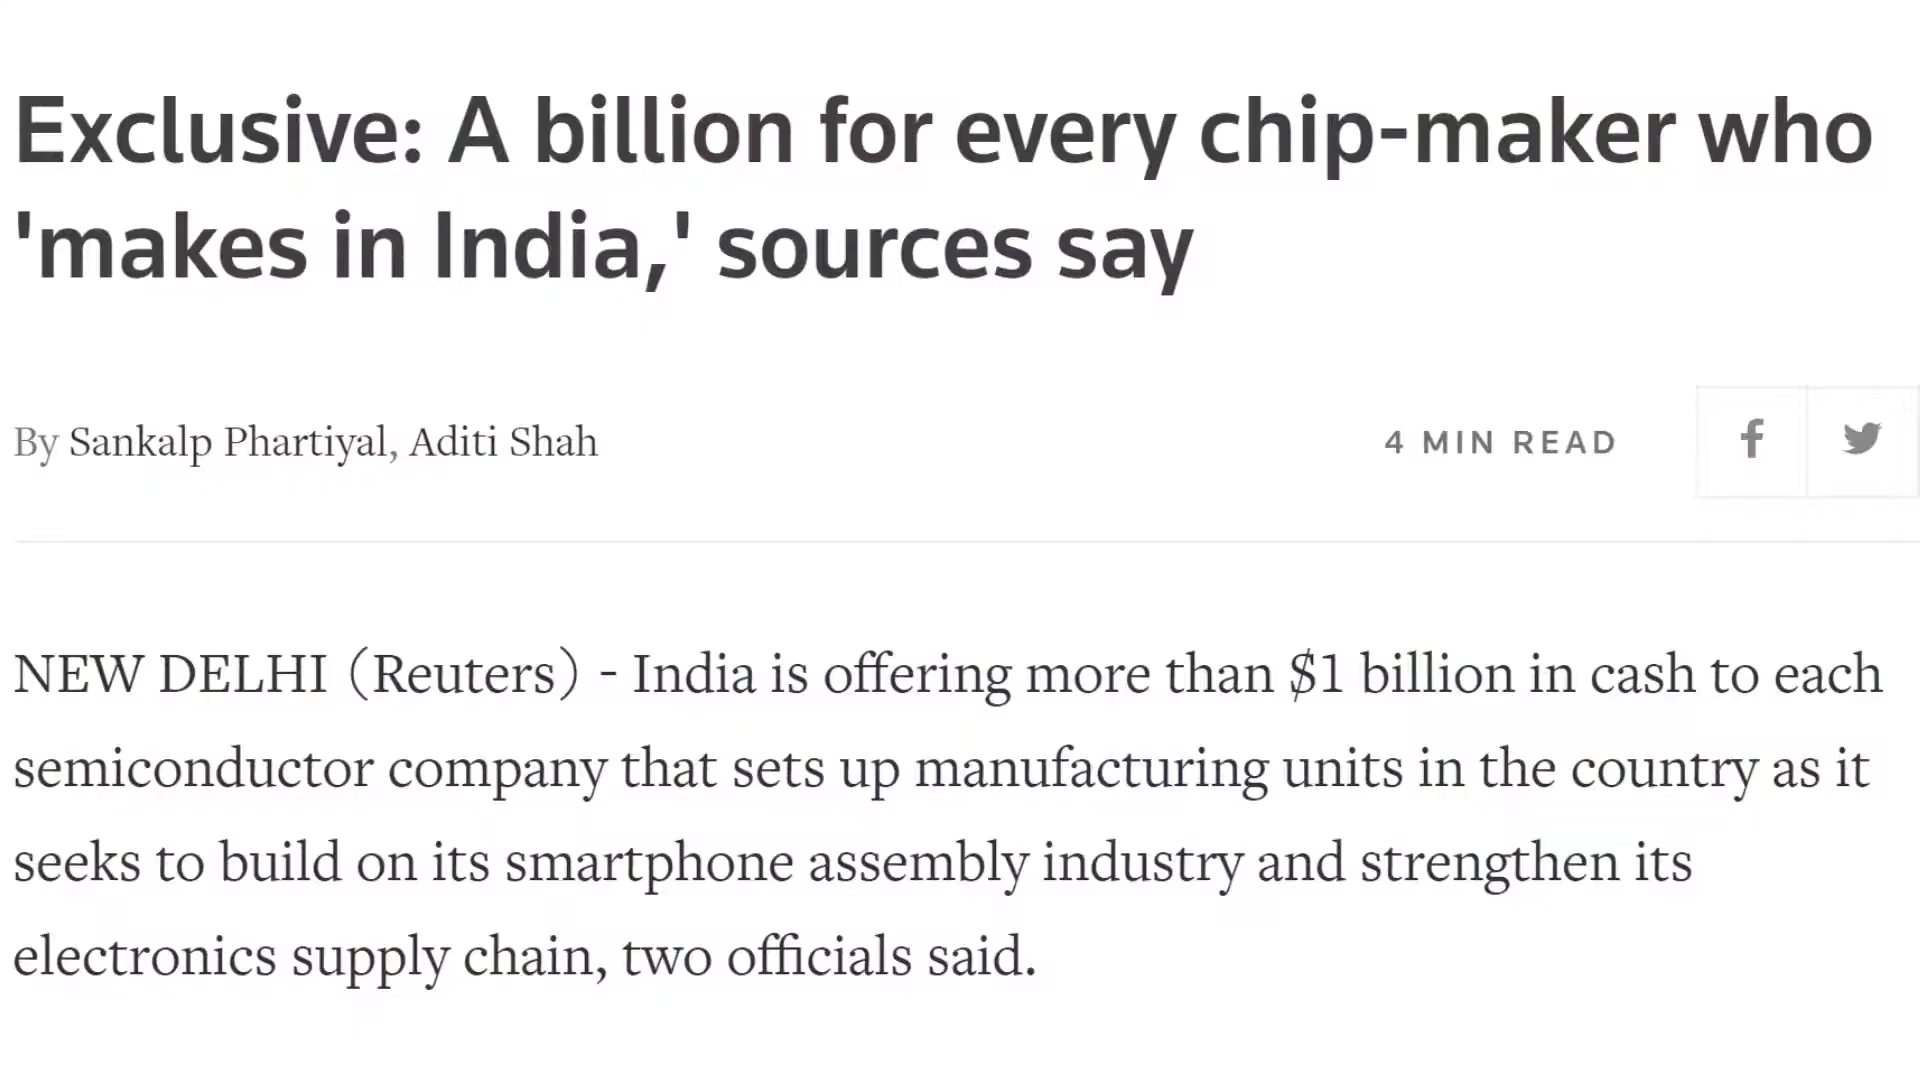 Exclusive: A billion for every chip-maker who
'makes in India,' sources say
By Sankalp Phartiyal, Aditi Shah
4 MIN READ
NEW DELHI (Reuters) - India is offering more than $1 billion in cash to each
semiconductor company that sets up manufacturing units in the country as it
seeks to build on its smartphone assembly industry and strengthen its
electronics supply chain, two officials said.